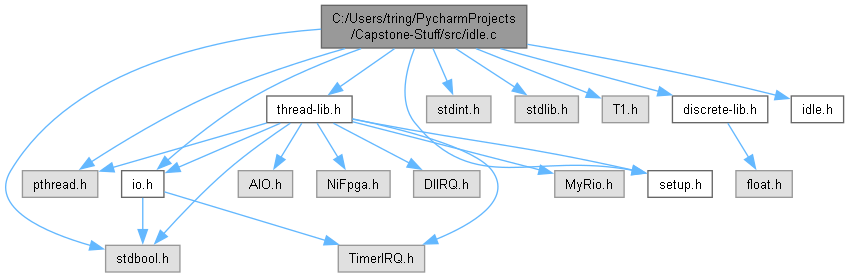 C:/Users/tring/PycharmProjects
/Capstone-Stuff/src/idle.c
thread-lib.h
stdint.h
stdlib.h
T1.h
discrete-lib.h
idle.h
pthread.h
io.h
AIO.h
NiFpga.h
DIIRQ.h
MyRio.h
setup.h
float.h
stdbool.h
TimerIRQ.h